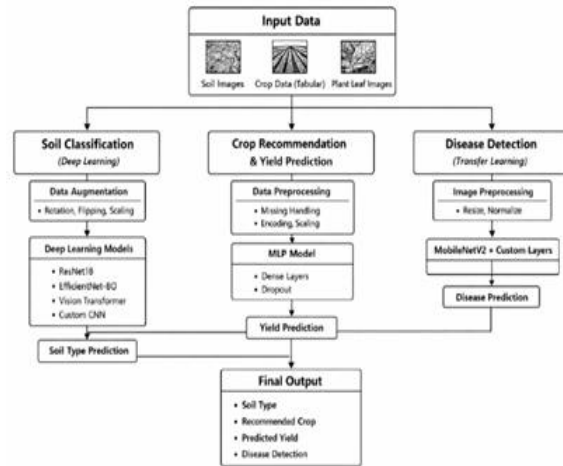 Input Data
Soil Images
Crop Data (Tabular)
Plant Leaf Images
Soil Classification
(Deep Learning)
Data Augmentation
• Rotation, Flipping, Scaling
Deep Learning Models
• ResNet18
• EfficientNet-B0
• Vision Transformer
• Custom CNN
Soil Type Prediction
Crop Recommendation
& Yield Prediction
Data Preprocessing
• Missing Handling
• Encoding, Scaling
MLP Model
• Dense Layers
• Dropout
Yield Prediction
Disease Detection
(Transfer Learning)
Image Preprocessing
• Resize, Normalize
MobileNetV2 + Custom Layers
Disease Prediction
Final Output
• Soil Type
• Recommended Crop
• Predicted Yield
• Disease Detection